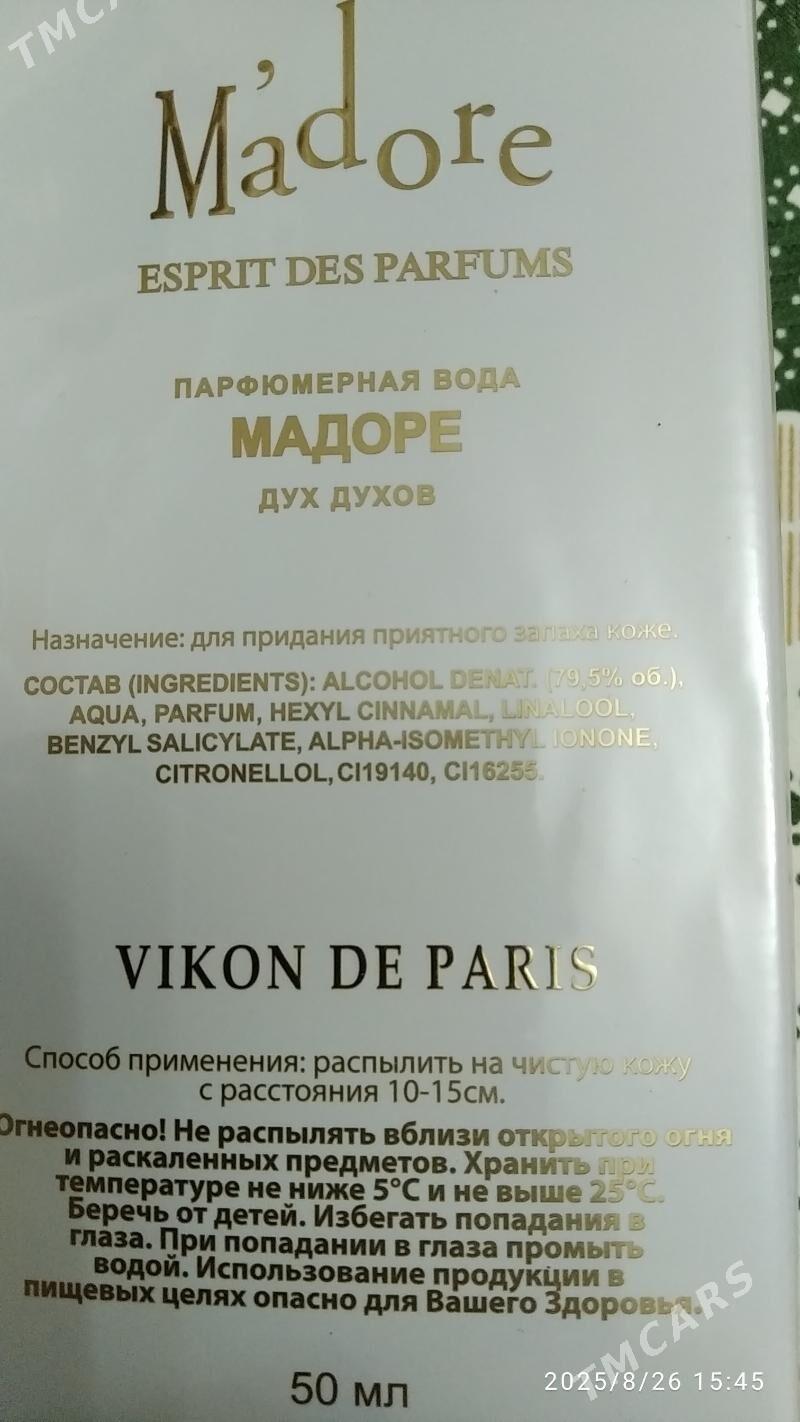 TMCARS
M'adore
ESPRIT DES PARFUMS
ПАРФЮМЕРНАЯ ВОДА
МАДОРЕ
ДУХ ДУХОВ
Назначение: для придания приятного запаха коже.
СОСТАВ (INGREDIENTS): ALCOHOL DENAT. (79,5% об.),
AQUA, PARFUM, HEXYL CINNAMAL, LINALOOL,
BENZYL SALICYLATE, ALPHA-ISOMETHYL IONONE,
CITRONELLOL, CI19140, CI16255.
VIKON DE PARIS
Способ применения: распылить на чистую кожу
с расстояния 10-15см.
Огнеопасно! Не распылять вблизи открытого огня
и раскаленных предметов. Хранить при
температуре не ниже 5°C и не выше 25°C.
Беречь от детей. Избегать попадания в
глаза. При попадании в глаза промыть
водой. Использование продукции в
пищевых целях опасно для Вашего Здоровья.
50 мл
2025/8/26 15:45
TMCARS